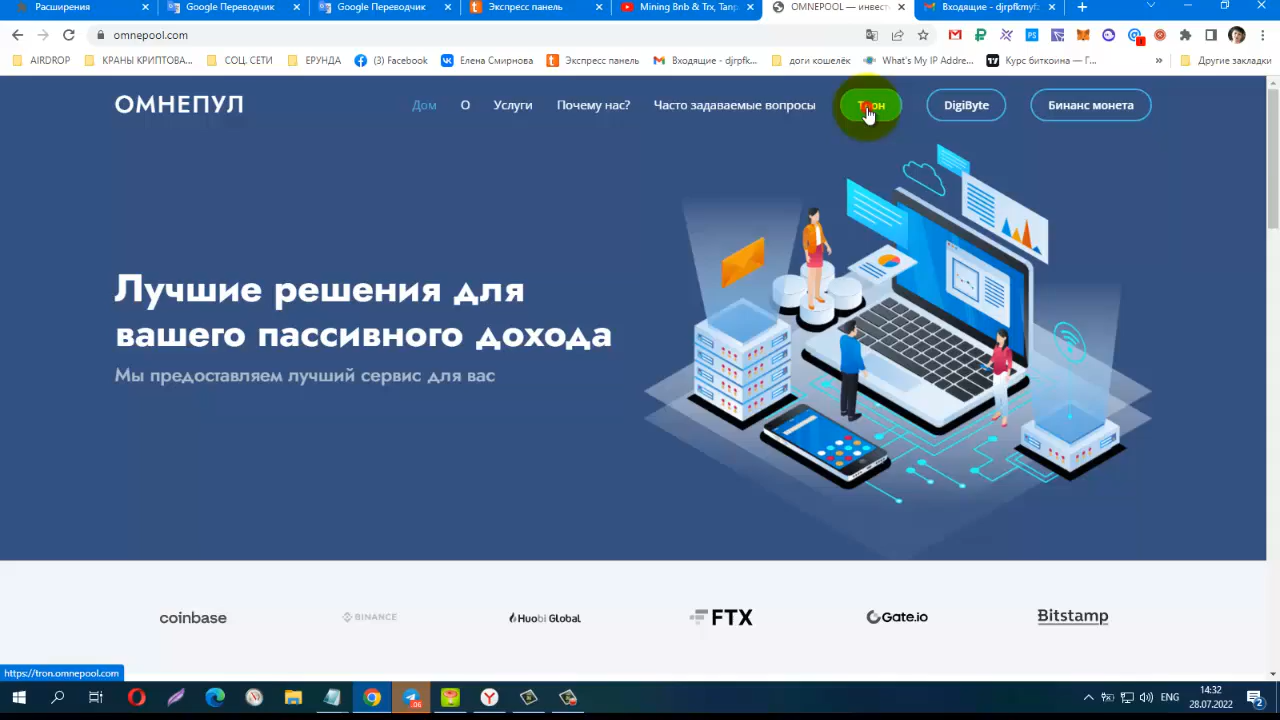 Расширения
Google Переводчик
Google Переводчик
Экспресс панель
Mining Bnb & Trx, Tanp
OMNEPOOL — инвест
Входящие - djrpfkmyf
omnepool.com
AIRDROP
КРАНЫ КРИПТОВА...
СОЦ. СЕТИ
ЕРУНДА
(3) Facebook
Елена Смирнова
Экспресс панель
Входящие - djrpfk...
доги кошелёк
What's My IP Addre...
Курс биткоина — Г...
»
Другие закладки
ОМНЕПУЛ
Дом
О
Услуги
Почему нас?
Часто задаваемые вопросы
Трон
DigiByte
Бинанс монета
Лучшие решения для
вашего пассивного дохода
Мы предоставляем лучший сервис для вас
coinbase
BINANCE
Huobi Global
FTX
Gate.io
Bitstamp
https://tron.omnepool.com
ENG
14:32
28.07.2022